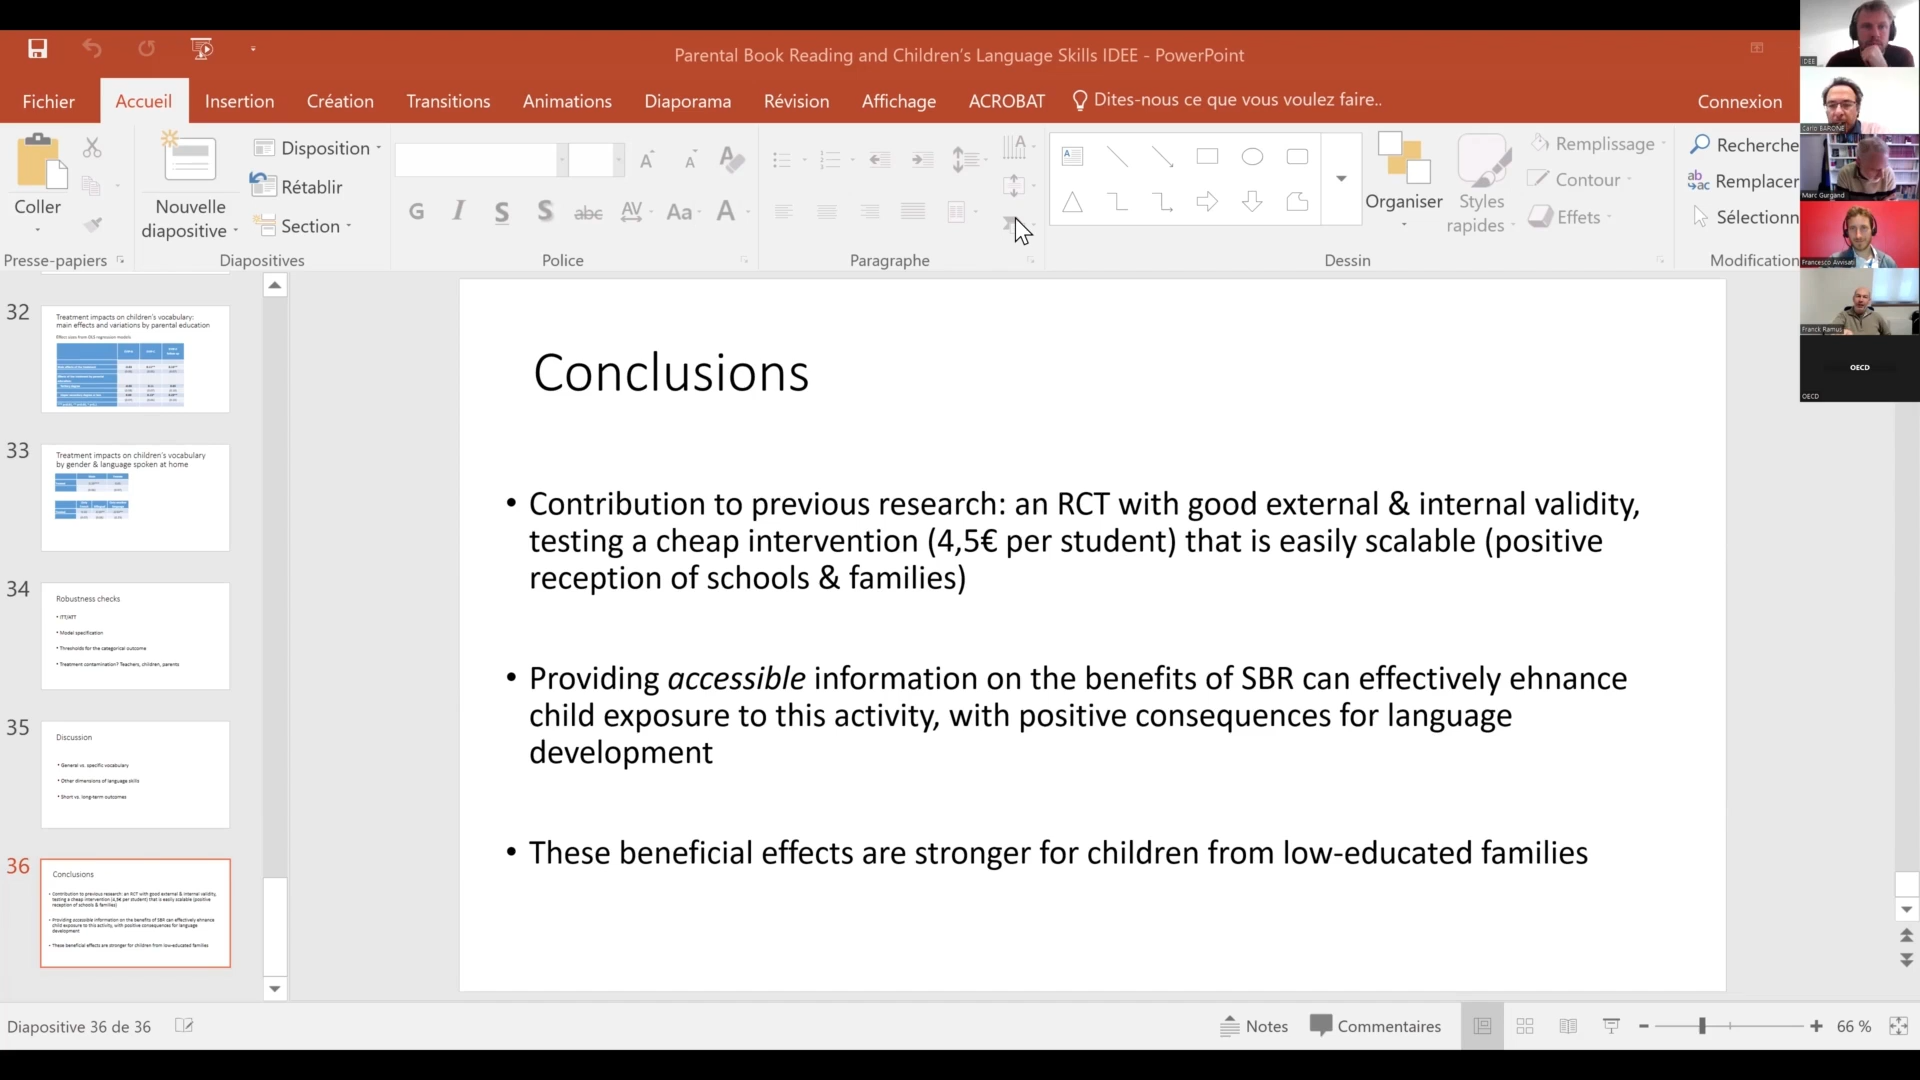 Parental Book Reading and Children's Language Skills IDEE - PowerPoint
Fichier Accueil Insertion Création Transitions Animations Diaporama Révision Affichage ACROBAT Dites-nous ce que vous voulez faire.. Connexion
Coller
Presse-papiers
Nouvelle
diapositive
Disposition
Rétablir
Section
Diapositives
G I S S abc AV Aa A
Police
Paragraphe
Organiser
Styles
rapides
Remplissage
Contour
Effets
Dessin
Recherche
Remplacer
Sélectionn
Modification
IDEE
Carlo BARONE
Marc Gurgand
Francesco Avvisati
Franck Ramus
OECD
OECD
32
Treatment impacts on children's vocabulary:
main effects and variations by parental education
Effect sizes from OLS regression models
33
Treatment impacts on children's vocabulary
by gender & language spoken at home
34
Robustness checks
• ITT/ATT
• Model specification
• Thresholds for the categorical outcome
• Treatment contamination? Teachers, children, parents
35
Discussion
• General vs. specific vocabulary
• Other dimensions of language skills
• Short vs. long-term outcomes
36
Conclusions
• Contribution to previous research: an RCT with good external & internal validity,
testing a cheap intervention (4,5€ per student) that is easily scalable (positive
reception of schools & families)
• Providing accessible information on the benefits of SBR can effectively ehnance
child exposure to this activity, with positive consequences for language
development
• These beneficial effects are stronger for children from low-educated families
Conclusions
• Contribution to previous research: an RCT with good external & internal validity,
testing a cheap intervention (4,5€ per student) that is easily scalable (positive
reception of schools & families)
• Providing accessible information on the benefits of SBR can effectively ehnance
child exposure to this activity, with positive consequences for language
development
• These beneficial effects are stronger for children from low-educated families
Diapositive 36 de 36
Notes Commentaires 66 %